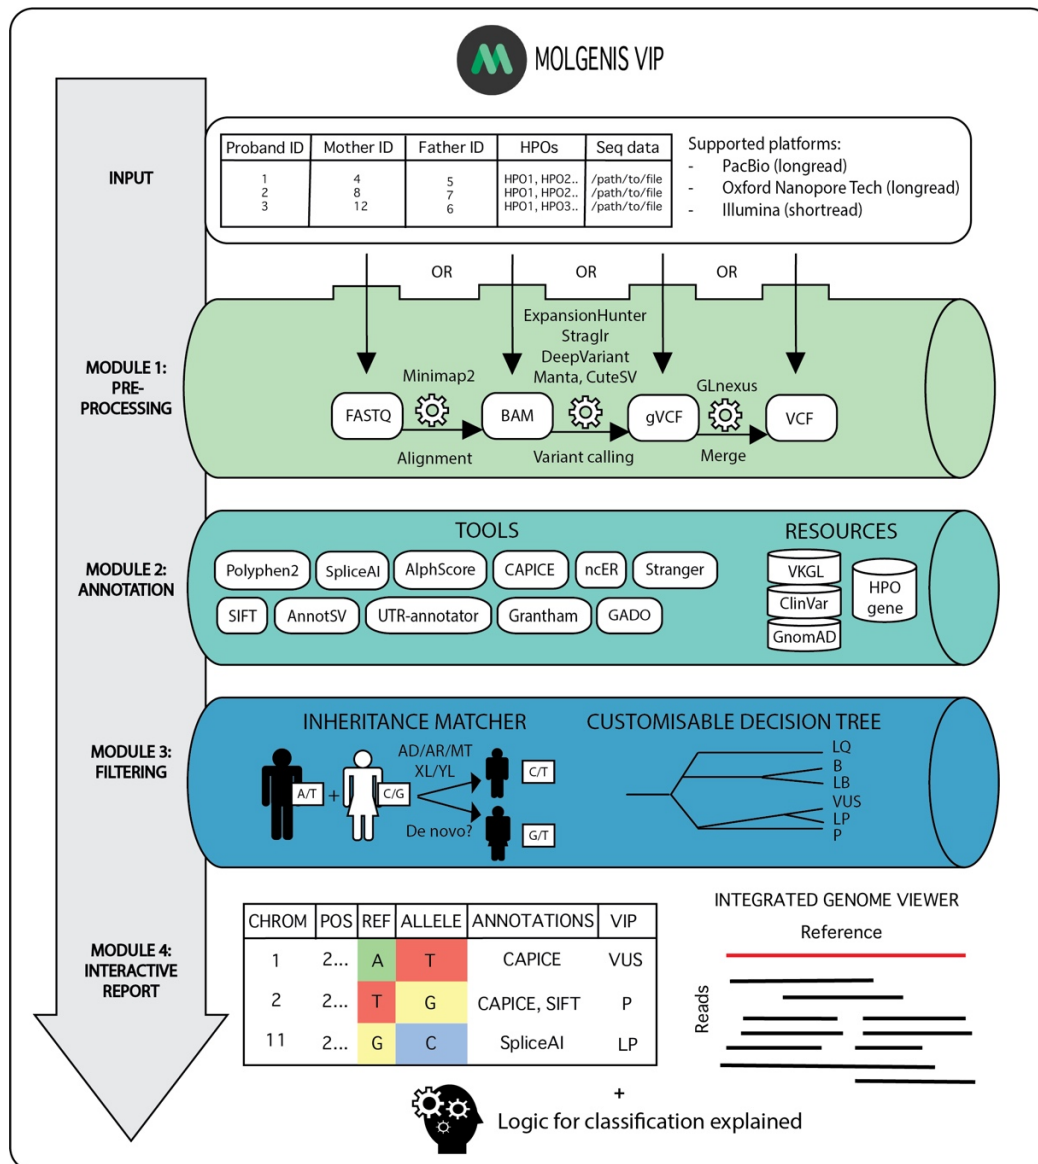 MOLGENIS VIP
INPUT
Proband ID Mother ID Father ID HPOs Seq data
1 4 5 HPO1, HPO2.. /path/to/file
2 8 7 HPO1, HPO2.. /path/to/file
3 12 6 HPO1, HPO3.. /path/to/file
Supported platforms:
- PacBio (longread)
- Oxford Nanopore Tech (longread)
- Illumina (shortread)
OR OR OR
MODULE 1:
PRE-
PROCESSING
ExpansionHunter
Straglr
DeepVariant
Manta, CuteSV
Minimap2
GLnexus
FASTQ BAM gVCF VCF
Alignment Variant calling Merge
MODULE 2:
ANNOTATION
TOOLS
Polyphen2 SpliceAI AlphScore CAPICE ncER Stranger
SIFT AnnotSV UTR-annotator Grantham GADO
RESOURCES
VKGL
ClinVar
GnomAD
HPO
gene
MODULE 3:
FILTERING
INHERITANCE MATCHER
A/T + C/G
AD/AR/MT
XL/YL
De novo?
C/T
G/T
CUSTOMISABLE DECISION TREE
LQ
B
LB
VUS
LP
P
MODULE 4:
INTERACTIVE
REPORT
CHROM POS REF ALLELE ANNOTATIONS VIP
1 2... A T CAPICE VUS
2 2... T G CAPICE, SIFT P
11 2... G C SpliceAI LP
INTEGRATED GENOME VIEWER
Reference
Reads
+
Logic for classification explained